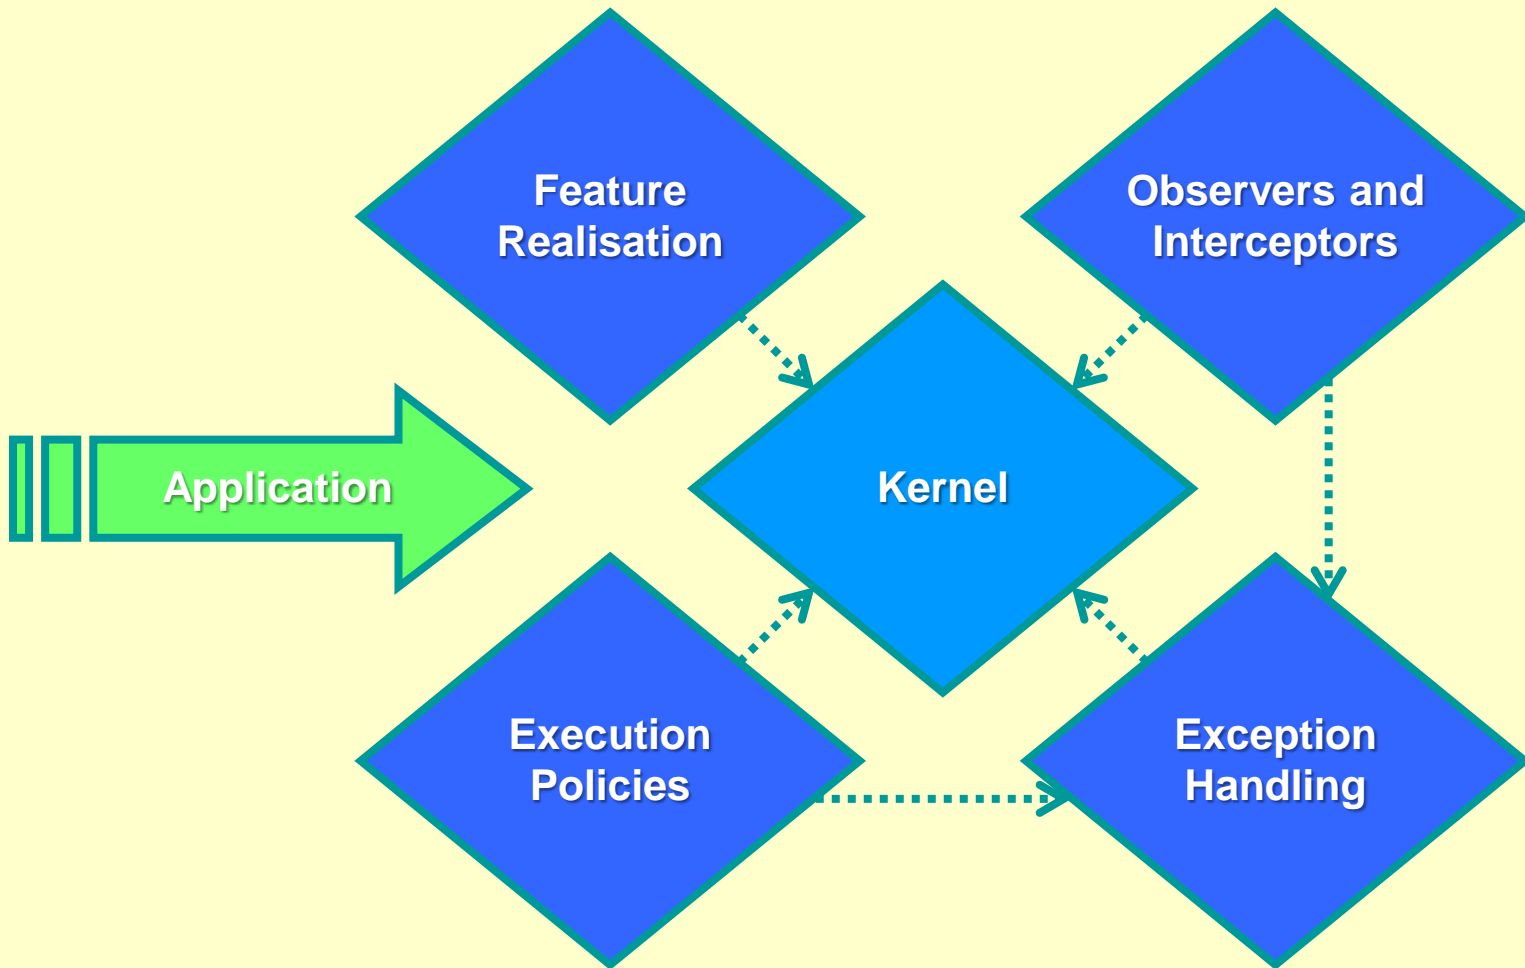 Feature
Realisation
Observers and
Interceptors
Application
Kernel
Execution
Policies
Exception
Handling